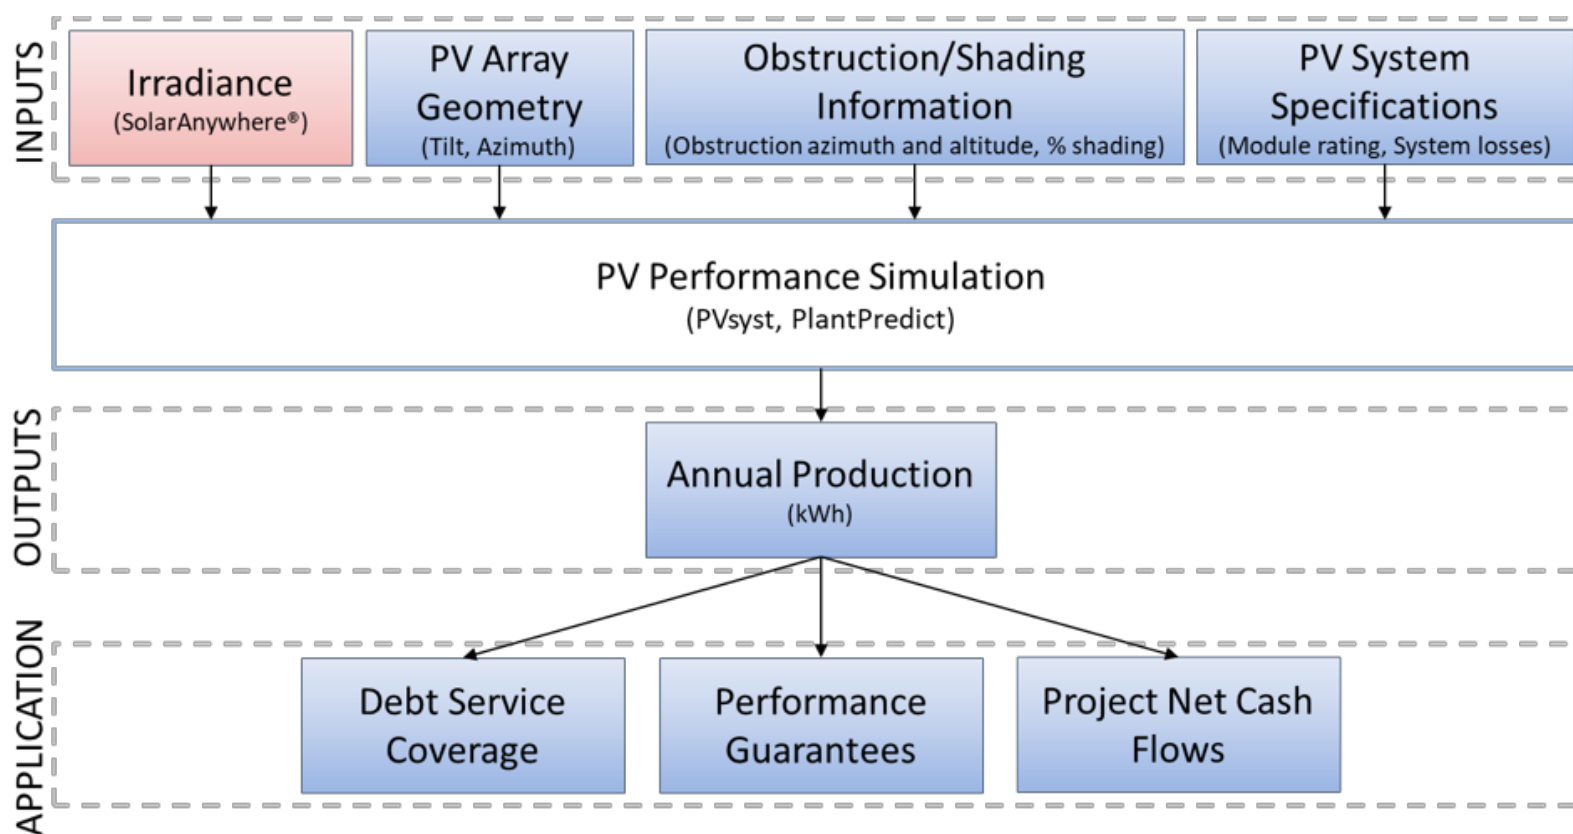 INPUTS
Irradiance
(SolarAnywhere®)
PV Array
Geometry
(Tilt, Azimuth)
Obstruction/Shading
Information
(Obstruction azimuth and altitude, % shading)
PV System
Specifications
(Module rating, System losses)
PV Performance Simulation
(PVsyst, PlantPredict)
OUTPUTS
Annual Production
(kWh)
APPLICATION
Debt Service
Coverage
Performance
Guarantees
Project Net Cash
Flows